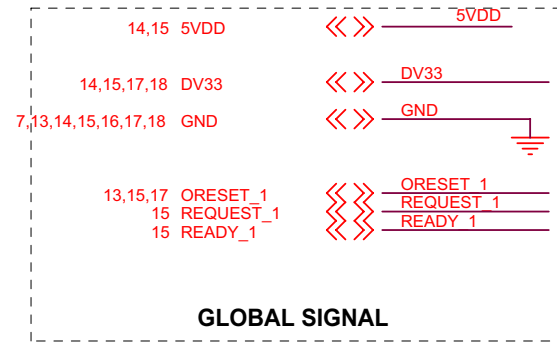 14,15 5VDD 5VDD
14,15,17,18 DV33 DV33
7,13,14,15,16,17,18 GND GND
13,15,17 ORESET_1 ORESET_1
15 REQUEST_1 REQUEST_1
15 READY_1 READY_1
GLOBAL SIGNAL